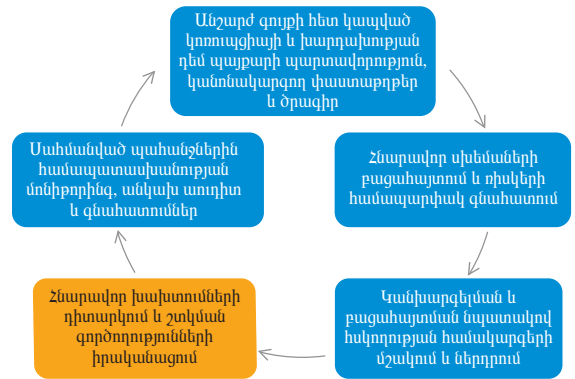 Անշարժ գույքի հետ կապված
կոռուպցիայի և խարդախության
դեմ պայքարի պարտավորություն,
կանոնակարգող փաստաթղթեր
և ծրագիր
Հնարավոր սխեմաների
բացահայտում և ռիսկերի
համապարփակ գնահատում
Կանխարգելման և
բացահայտման նպատակով
հսկողության համակարգերի
մշակում և ներդրում
Հնարավոր խախտումների
դիտարկում և շտկման
գործողությունների
իրականացում
Սահմանված պահանջներին
համապատասխանության
մոնիթորինգ, անկախ աուդիտ
և գնահատումներ